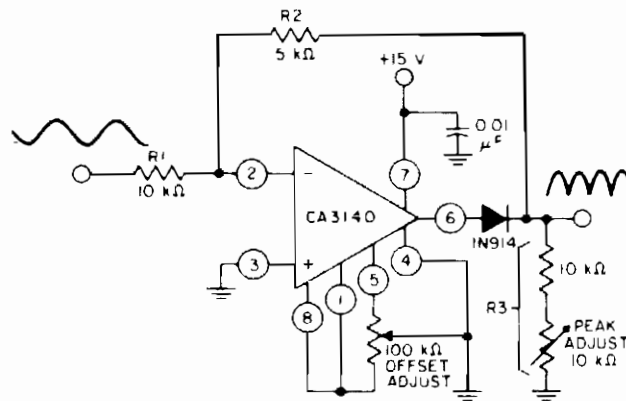 R2
5 kΩ
+15 V
0.01
μF
R1
10 kΩ
2
−
7
CA3140
6
1N914
3
+
4
5
1
8
10 kΩ
R3
PEAK
ADJUST
10 kΩ
100 kΩ
OFFSET
ADJUST